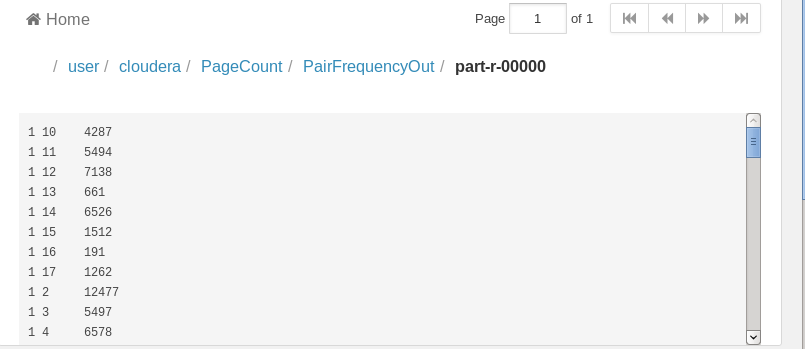 Home
Page 1 of 1
/ user / cloudera / PageCount / PairFrequencyOut / part-r-00000
1 10    4287
1 11    5494
1 12    7138
1 13    661
1 14    6526
1 15    1512
1 16    191
1 17    1262
1 2     12477
1 3     5497
1 4     6578